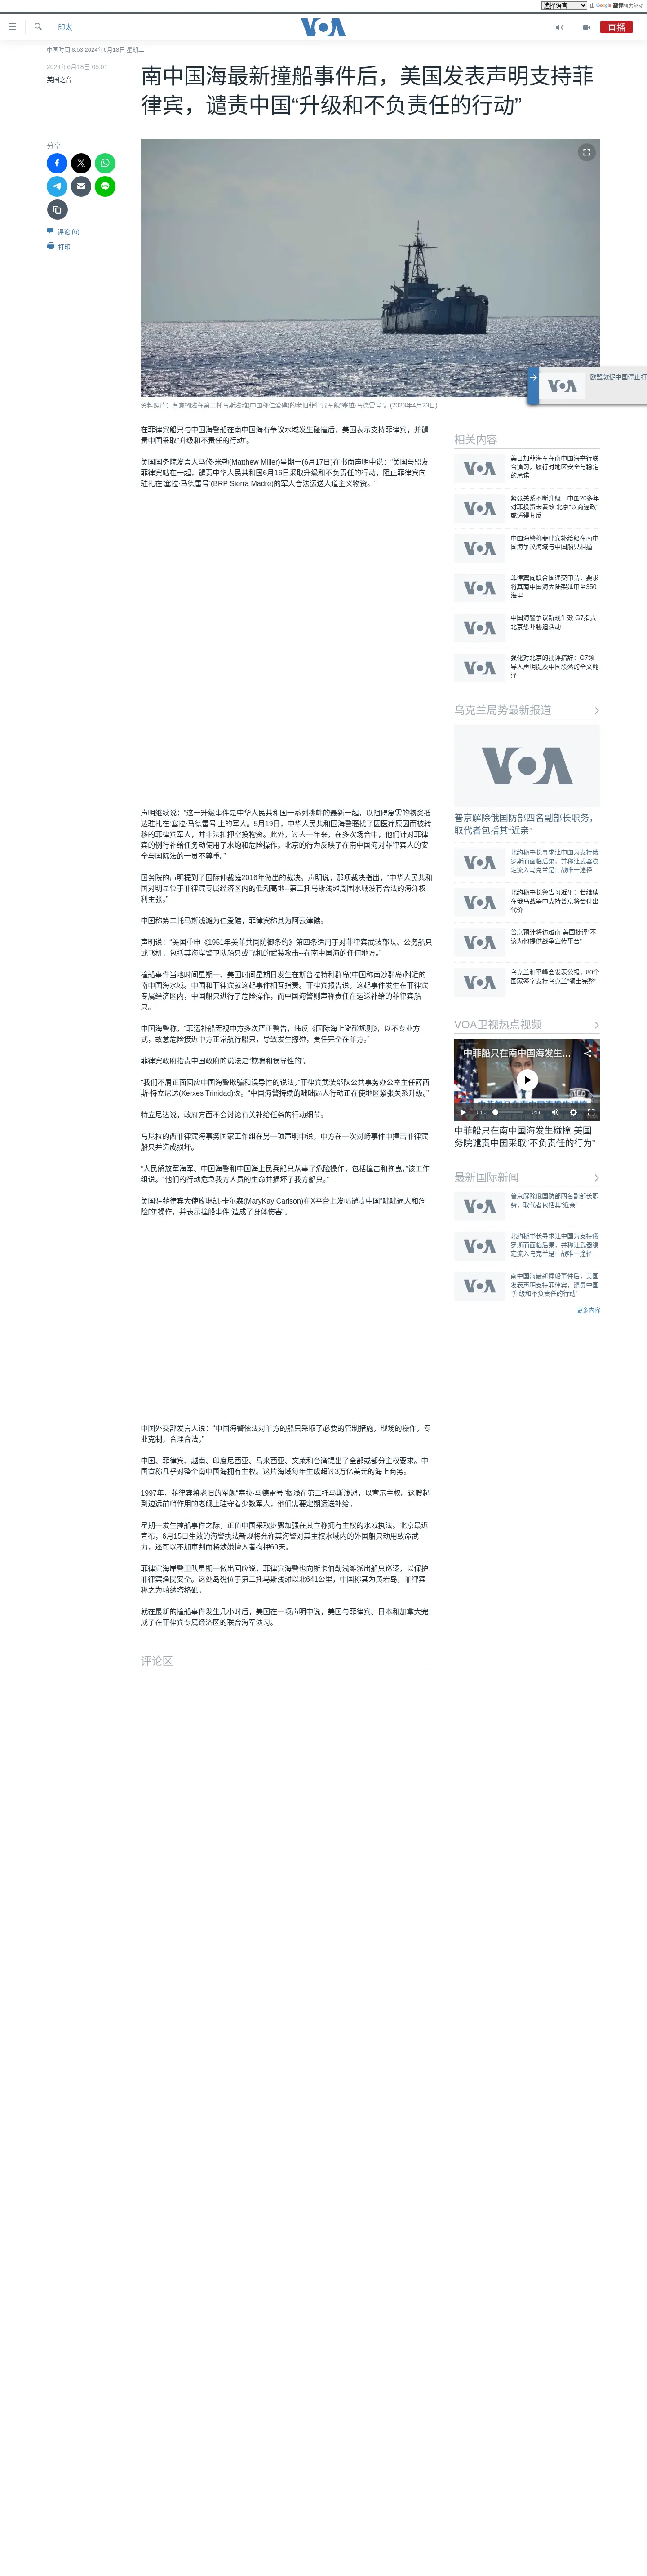 选择语言 由 Google 翻译强力驱动
印太
VOA
直播
中国时间 8:53 2024年6月18日 星期二
2024年6月18日 05:01
美国之音
南中国海最新撞船事件后，美国发表声明支持菲
律宾，谴责中国“升级和不负责任的行动”
分享
评论 (6)
打印
资料照片：有意搁浅在第二托马斯浅滩(中国称仁爱礁)的老旧菲律宾军舰“塞拉·马德雷号”。(2023年4月23日)
VOA
欧盟敦促中国停止打
在菲律宾船只与中国海警船在南中国海有争议水域发生碰撞后，美国表示支持菲律宾，并谴
责中国采取“升级和不负责任的行动”。
美国国务院发言人马修·米勒(Matthew Miller)星期一(6月17日)在书面声明中说：“美国与盟友
菲律宾站在一起，谴责中华人民共和国6月16日采取升级和不负责任的行动，阻止菲律宾向
驻扎在‘塞拉·马德雷号’(BRP Sierra Madre)的军人合法运送人道主义物资。”
声明继续说：“这一升级事件是中华人民共和国一系列挑衅的最新一起，以阻碍急需的物资抵
达驻扎在‘塞拉·马德雷号’上的军人。5月19日，中华人民共和国海警骚扰了因医疗原因而被转
移的菲律宾军人，并非法扣押空投物资。此外，过去一年来，在多次场合中，他们针对菲律
宾的例行补给任务动使用了水炮和危险操作。北京的行为反映了在南中国海对菲律宾人的安
全与国际法的一贯不尊重。”
国务院的声明提到了国际仲裁庭2016年做出的裁决。声明说，那项裁决指出，“中华人民共和
国对明显位于菲律宾专属经济区内的低潮高地--第二托马斯浅滩周围水域没有合法的海洋权
利主张。”
中国称第二托马斯浅滩为仁爱礁，菲律宾称其为阿云津礁。
声明说：“美国重申《1951年美菲共同防御条约》第四条适用于对菲律宾武装部队、公务船只
或飞机，包括其海岸警卫队船只或飞机的武装攻击--在南中国海的任何地方。”
撞船事件当地时间星期一、美国时间星期日发生在斯普拉特利群岛(中国称南沙群岛)附近的
南中国海水域。中国和菲律宾就这起事件相互指责。菲律宾报告说，这起事件发生在菲律宾
专属经济区内，中国船只进行了危险操作，而中国海警则声称责任在运送补给的菲律宾船
只。
中国海警称，“菲运补船无视中方多次严正警告，违反《国际海上避碰规则》，以不专业方
式，故意危险接近中方正常航行船只，导致发生擦碰，责任完全在菲方。”
菲律宾政府指责中国政府的说法是“欺骗和误导性的”。
“我们不屑正面回应中国海警欺骗和误导性的说法，”菲律宾武装部队公共事务办公室主任薛西
斯·特立尼达(Xerxes Trinidad)说。“中国海警持续的咄咄逼人行动正在使地区紧张关系升级。”
特立尼达说，政府方面不会讨论有关补给任务的行动细节。
马尼拉的西菲律宾海事务国家工作组在另一项声明中说，中方在一次对峙事件中撞击菲律宾
船只并造成损坏。
“人民解放军海军、中国海警和中国海上民兵船只从事了危险操作，包括撞击和拖曳，”该工作
组说。“他们的行动危急我方人员的生命并损坏了我方船只。”
美国驻菲律宾大使玫琳凯·卡尔森(MaryKay Carlson)在X平台上发帖谴责中国“咄咄逼人和危
险的”操作，并表示撞船事件“造成了身体伤害”。
中国外交部发言人说：“中国海警依法对菲方的船只采取了必要的管制措施，现场的操作，专
业克制，合理合法。”
中国、菲律宾、越南、印度尼西亚、马来西亚、文莱和台湾提出了全部或部分主权要求。中
国宣称几乎对整个南中国海拥有主权。这片海域每年生成超过3万亿美元的海上商务。
1997年，菲律宾将老旧的军舰“塞拉·马德雷号”搁浅在第二托马斯浅滩，以宣示主权。这艘起
到边远前哨作用的老舰上驻守着少数军人，他们需要定期运送补给。
星期一发生撞船事件之际，正值中国采取步骤加强在其宣称拥有主权的水域执法。北京最近
宣布，6月15日生效的海警执法新规将允许其海警对其主权水域内的外国船只动用致命武
力，还可以不加审判而将涉嫌擅入者拘押60天。
菲律宾海岸警卫队星期一做出回应说，菲律宾海警也向斯卡伯勒浅滩派出船只巡逻，以保护
菲律宾渔民安全。这处岛礁位于第二托马斯浅滩以北641公里，中国称其为黄岩岛，菲律宾
称之为帕纳塔格礁。
就在最新的撞船事件发生几小时后，美国在一项声明中说，美国与菲律宾、日本和加拿大完
成了在菲律宾专属经济区的联合海军演习。
评论区
相关内容
VOA
美日加菲海军在南中国海举行联
合演习，履行对地区安全与稳定
的承诺
VOA
紧张关系不断升级—中国20多年
对菲投资未奏效 北京“以商逼政”
或适得其反
VOA
中国海警称菲律宾补给船在南中
国海争议海域与中国船只相撞
VOA
菲律宾向联合国递交申请，要求
将其南中国海大陆架延申至350
海里
VOA
中国海警争议新规生效 G7指责
北京恐吓胁迫活动
VOA
强化对北京的批评措辞：G7领
导人声明提及中国段落的全文翻
译
乌克兰局势最新报道
VOA
普京解除俄国防部四名副部长职务，
取代者包括其“近亲”
VOA
北约秘书长寻求让中国为支持俄
罗斯而面临后果，并称让武器稳
定流入乌克兰是止战唯一途径
VOA
北约秘书长警告习近平：若继续
在俄乌战争中支持普京将会付出
代价
VOA
普京预计将访越南 美国批评“不
该为他提供战争宣传平台”
VOA
乌克兰和平峰会发表公报，80个
国家签字支持乌克兰“领土完整”
VOA卫视热点视频
中菲船只在南中国海发生...
0:00
0:56
中菲船只在南中国海发生碰撞 美国
务院谴责中国采取“不负责任的行为”
最新国际新闻
VOA
普京解除俄国防部四名副部长职
务，取代者包括其“近亲”
VOA
北约秘书长寻求让中国为支持俄
罗斯而面临后果，并称让武器稳
定流入乌克兰是止战唯一途径
VOA
南中国海最新撞船事件后，美国
发表声明支持菲律宾，谴责中国
“升级和不负责任的行动”
更多内容